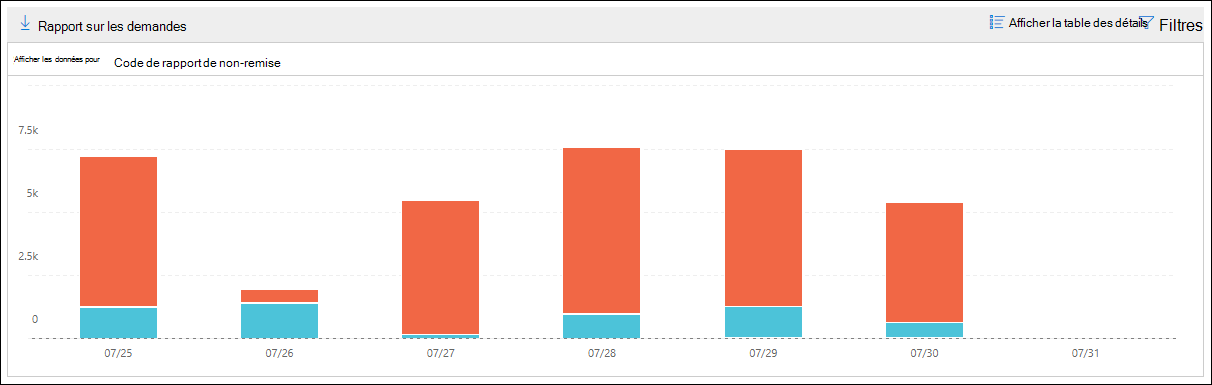 Rapport sur les demandes
Afficher la table des détails
Filtres
Afficher les données pour
Code de rapport de non-remise
7.5k
5k
2.5k
0
07/25 07/26 07/27 07/28 07/29 07/30 07/31